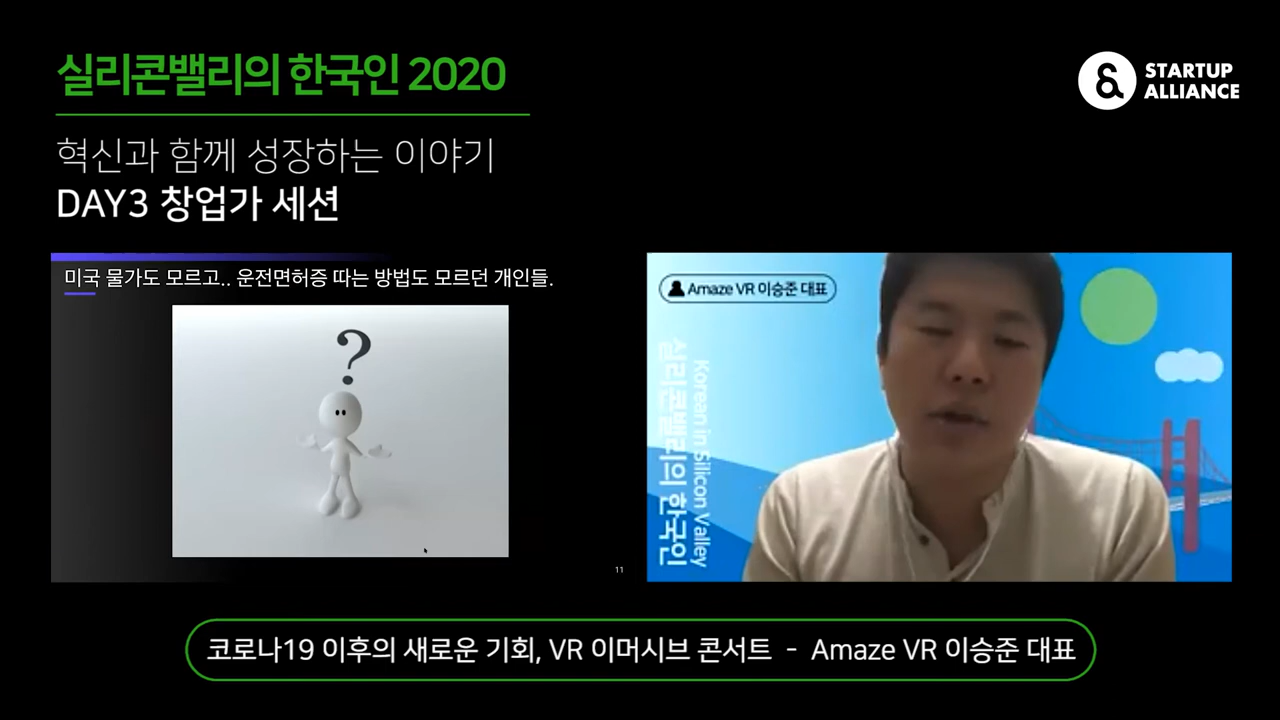 실리콘밸리의 한국인 2020
STARTUP
ALLIANCE
혁신과 함께 성장하는 이야기
DAY3 창업가 세션
미국 물가도 모르고.. 운전면허증 따는 방법도 모르던 개인들.
?
11
Amaze VR 이승준 대표
Korean in Silicon Valley
실리콘밸리의 한국인
코로나19 이후의 새로운 기회, VR 이머시브 콘서트 - Amaze VR 이승준 대표